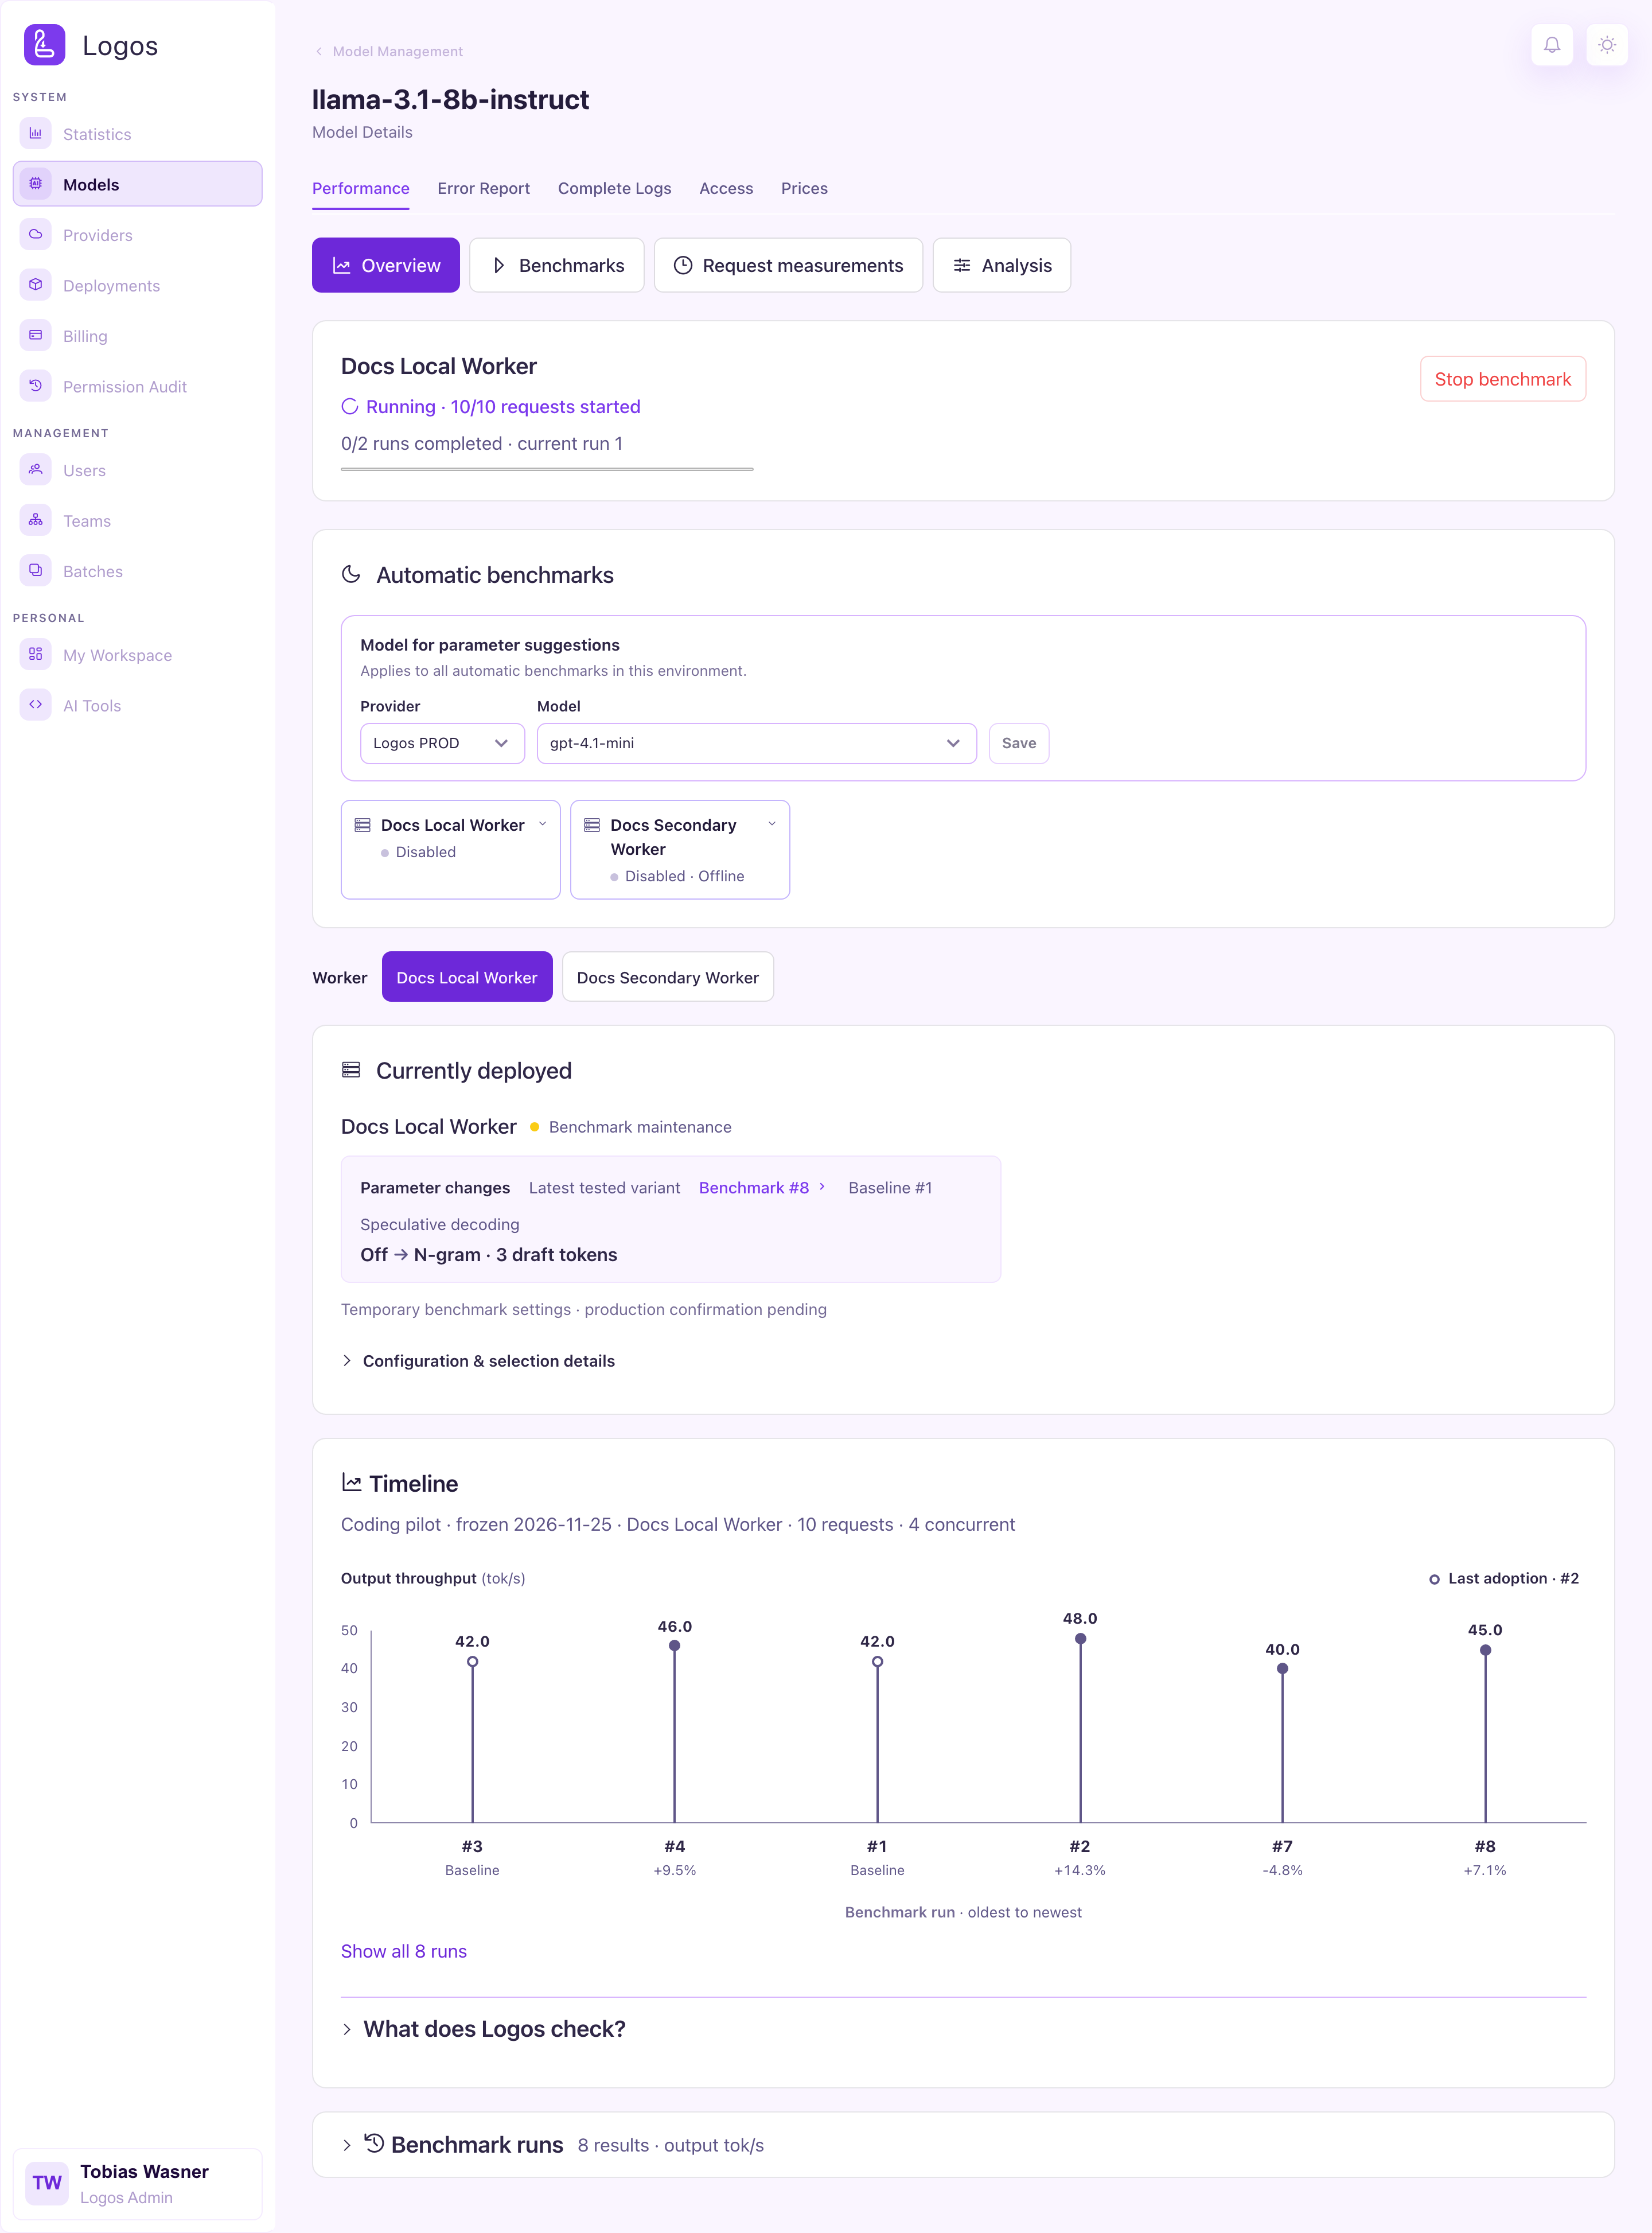 Logos
SYSTEM
Statistics
Models
Providers
Deployments
Billing
Permission Audit
MANAGEMENT
Users
Teams
Batches
PERSONAL
My Workspace
AI Tools
TW
Tobias Wasner
Logos Admin
Model Management
llama-3.1-8b-instruct
Model Details
Performance Error Report Complete Logs Access Prices
Overview Benchmarks Request measurements Analysis
Docs Local Worker
Stop benchmark
Running · 10/10 requests started
0/2 runs completed · current run 1
Automatic benchmarks
Model for parameter suggestions
Applies to all automatic benchmarks in this environment.
Provider Model
Logos PROD gpt-4.1-mini Save
Docs Local Worker
Disabled
Docs Secondary
Worker
Disabled · Offline
Worker Docs Local Worker Docs Secondary Worker
Currently deployed
Docs Local Worker Benchmark maintenance
Parameter changes Latest tested variant Benchmark #8 Baseline #1
Speculative decoding
Off → N-gram · 3 draft tokens
Temporary benchmark settings · production confirmation pending
Configuration & selection details
Timeline
Coding pilot · frozen 2026-11-25 · Docs Local Worker · 10 requests · 4 concurrent
Output throughput (tok/s) Last adoption · #2
50
40
30
20
10
0
42.0 46.0 42.0 48.0 40.0 45.0
#3 #4 #1 #2 #7 #8
Baseline +9.5% Baseline +14.3% -4.8% +7.1%
Benchmark run · oldest to newest
Show all 8 runs
What does Logos check?
Benchmark runs 8 results · output tok/s